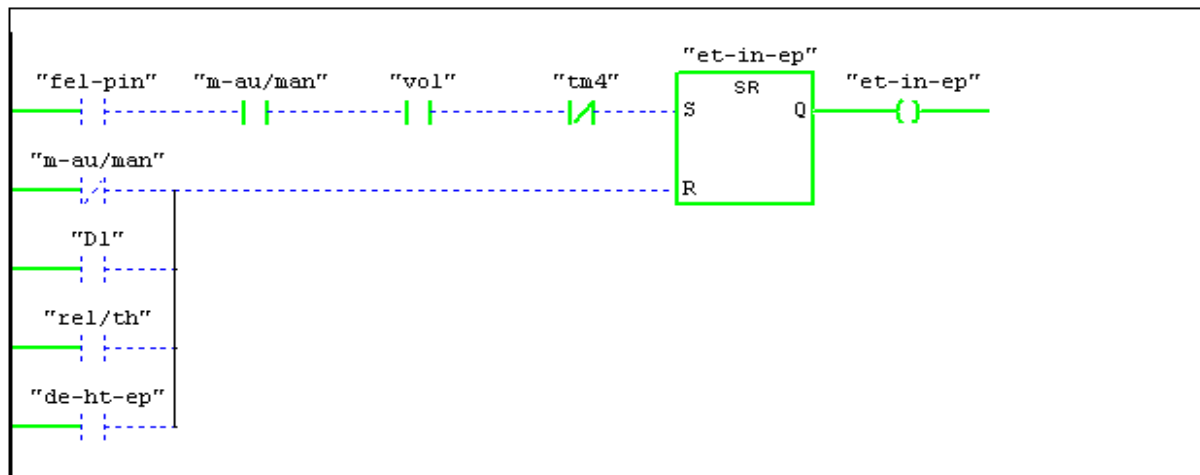 "et-in-ep"
"fel-pin" "m-au/man" "vol" "tm4" SR "et-in-ep"
S Q
"m-au/man"
R
"D1"
"rel/th"
"de-ht-ep"